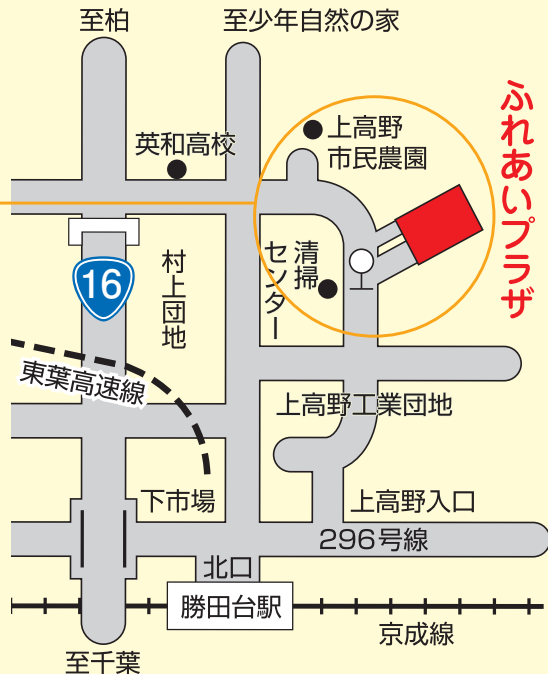 至柏
至少年自然の家
英和高校
上高野
市民農園
ふれあいプラザ
清掃
センター
16
村上団地
東葉高速線
上高野工業団地
下市場
上高野入口
296号線
北口
勝田台駅
京成線
至千葉